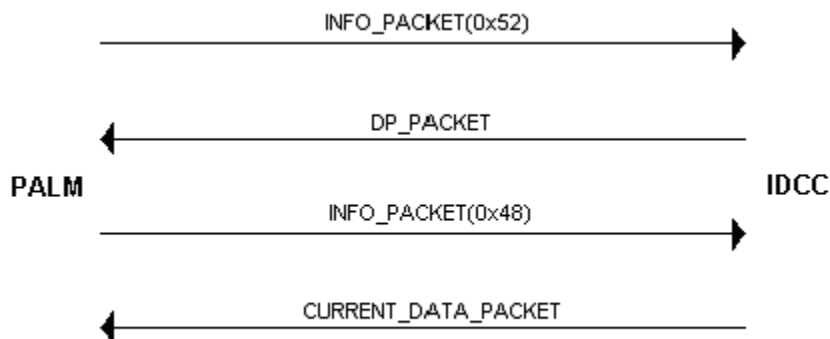 INFO_PACKET(0x52)
DP_PACKET
PALM
IDCC
INFO_PACKET(0x48)
CURRENT_DATA_PACKET